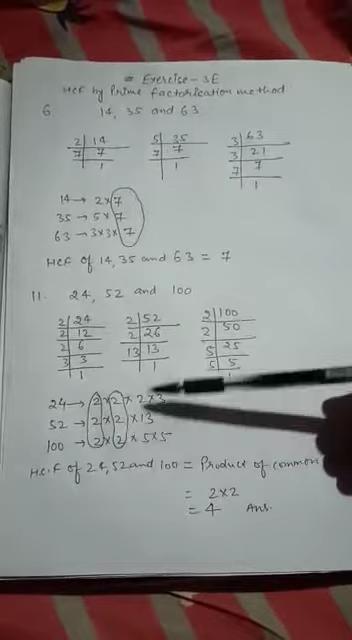 Exercise - 3E
HCF by Prime factorisation method
6. 14, 35 and 63
2 | 14 5 | 35 3 | 63
7 | 7 7 | 7 3 | 21
1 1 7 | 7
1
14 → 2×7
35 → 5×7
63 → 3×3×7
HCF of 14, 35 and 63 = 7
11. 24, 52 and 100
2 | 24 2 | 52 2 | 100
2 | 12 2 | 26 2 | 50
2 | 6 13 | 13 5 | 25
3 | 3 1 5 | 5
1 1
24 → 2×2×2×3
52 → 2×2×13
100 → 2×2×5×5
H.C.F of 24, 52 and 100 = Product of common
= 2×2
= 4 Ans.